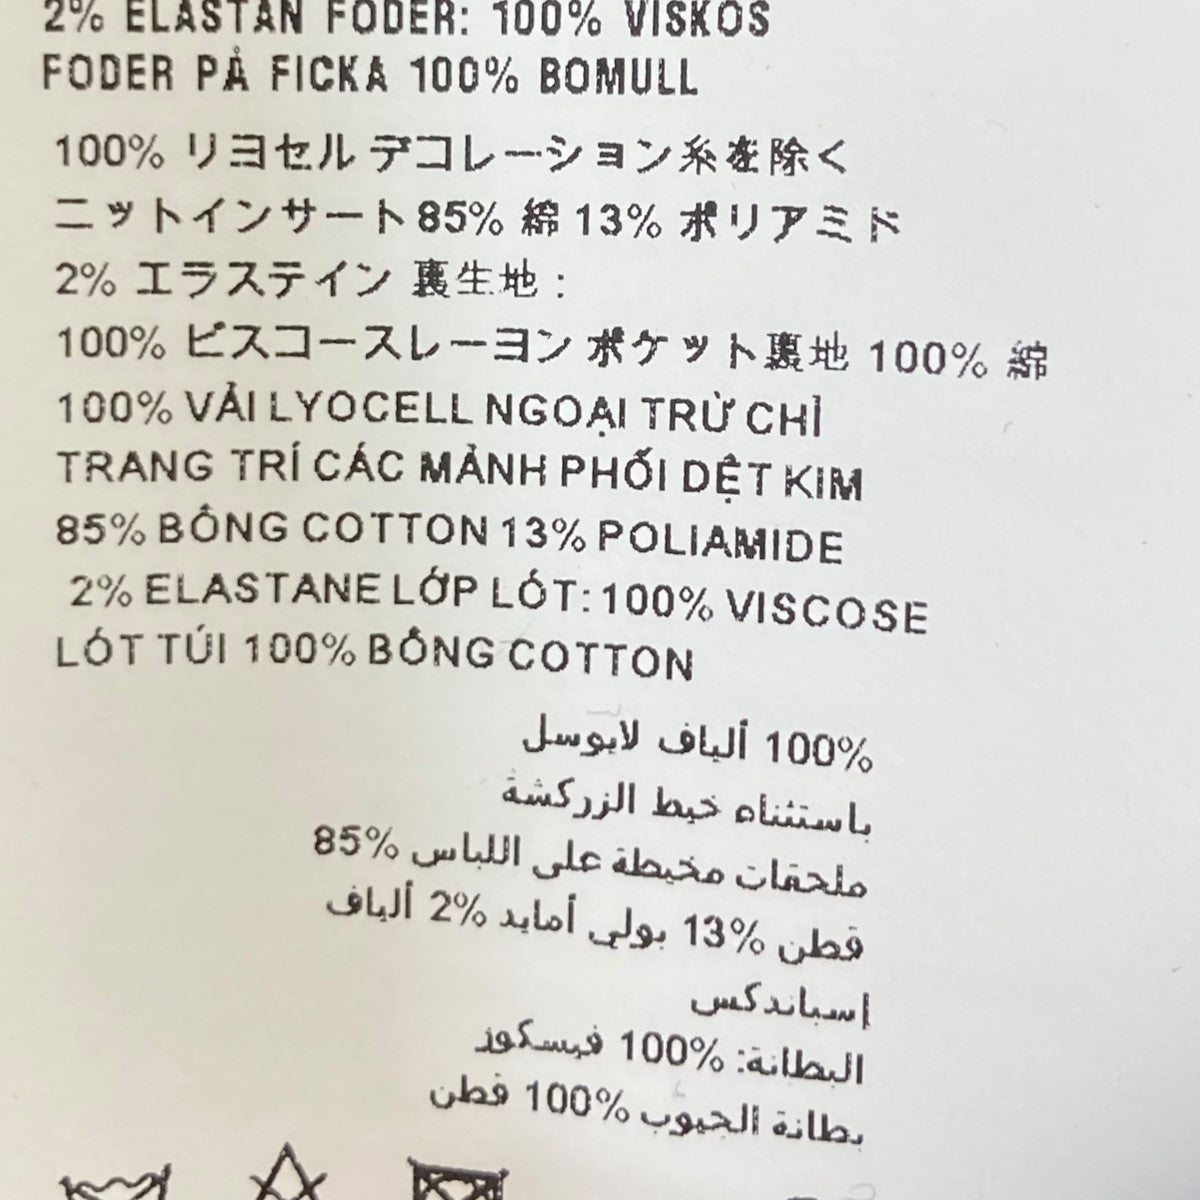 2% ELASTAN FODER: 100% VISKOS
FODER PÅ FICKA 100% BOMULL
100% リヨセル デコレーション糸を除く
ニットインサート 85% 綿 13% ポリアミド
2% エラステイン 裏生地 :
100% ビスコースレーヨン ポケット裏地 100% 綿
100% VẢI LYOCELL NGOẠI TRỪ CHỈ
TRANG TRÍ CÁC MẢNH PHỐI DỆT KIM
85% BÔNG COTTON 13% POLIAMIDE
2% ELASTANE LỚP LÓT: 100% VISCOSE
LÓT TÚI 100% BÔNG COTTON
100% ألياف لايوسل
باستثناء خيط الزركشة
ملحقات مخيطة على اللباس 85%
قطن 13% بولي أمايد 2% ألياف
إسباندكس
البطانة: 100% فيسكوز
بطانة الجيوب 100% قطن